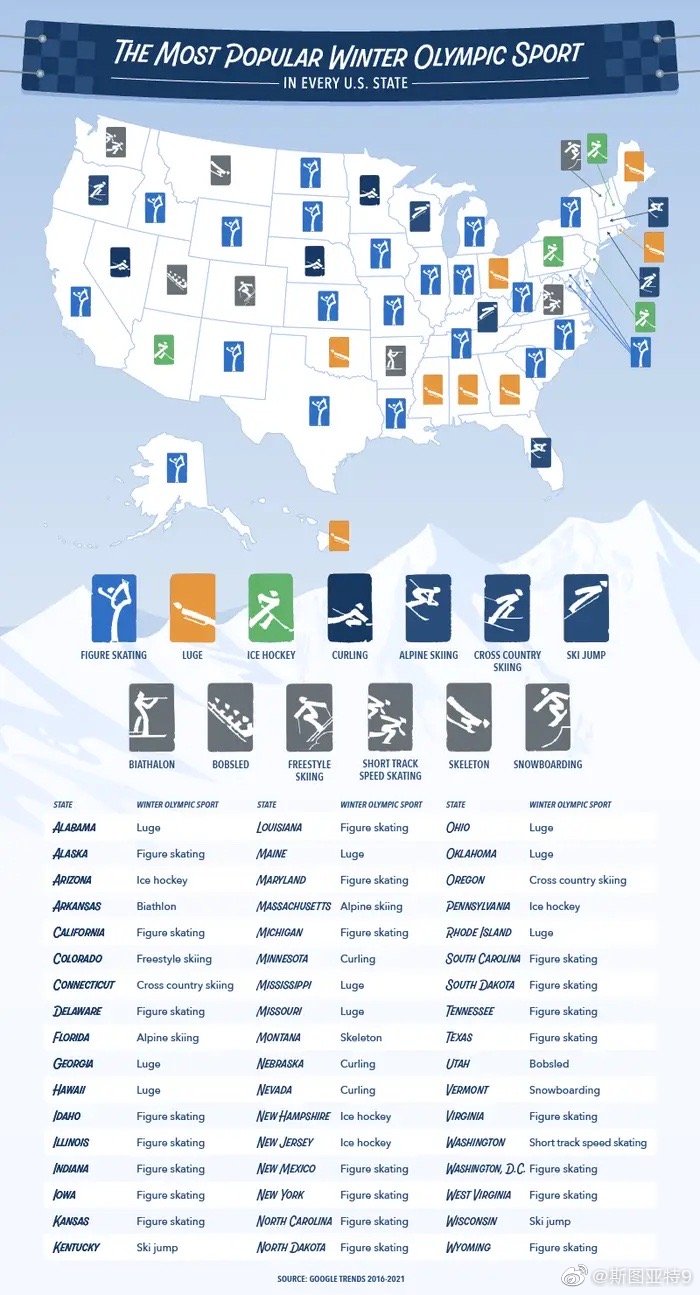 THE MOST POPULAR WINTER OLYMPIC SPORT
IN EVERY U.S. STATE
FIGURE SKATING
LUGE
ICE HOCKEY
CURLING
ALPINE SKIING
CROSS COUNTRY
SKIING
SKI JUMP
BIATHALON
BOBSLED
FREESTYLE
SKIING
SHORT TRACK
SPEED SKATING
SKELETON
SNOWBOARDING
STATE WINTER OLYMPIC SPORT STATE WINTER OLYMPIC SPORT STATE WINTER OLYMPIC SPORT
ALABAMA Luge LOUISIANA Figure skating OHIO Luge
ALASKA Figure skating MAINE Luge OKLAHOMA Luge
ARIZONA Ice hockey MARYLAND Figure skating OREGON Cross country skiing
ARKANSAS Biathlon MASSACHUSETTS Alpine skiing PENNSYLVANIA Ice hockey
CALIFORNIA Figure skating MICHIGAN Figure skating RHODE ISLAND Luge
COLORADO Freestyle skiing MINNESOTA Curling SOUTH CAROLINA Figure skating
CONNECTICUT Cross country skiing MISSISSIPPI Luge SOUTH DAKOTA Figure skating
DELAWARE Figure skating MISSOURI Luge TENNESSEE Figure skating
FLORIDA Alpine skiing MONTANA Skeleton TEXAS Figure skating
GEORGIA Luge NEBRASKA Curling UTAH Bobsled
HAWAII Luge NEVADA Curling VERMONT Snowboarding
IDAHO Figure skating NEW HAMPSHIRE Ice hockey VIRGINIA Figure skating
ILLINOIS Figure skating NEW JERSEY Ice hockey WASHINGTON Short track speed skating
INDIANA Figure skating NEW MEXICO Figure skating WASHINGTON, D.C. Figure skating
IOWA Figure skating NEW YORK Figure skating WEST VIRGINIA Figure skating
KANSAS Figure skating NORTH CAROLINA Figure skating WISCONSIN Ski jump
KENTUCKY Ski jump NORTH DAKOTA Figure skating WYOMING Figure skating
SOURCE: GOOGLE TRENDS 2016-2021
@斯图亚特9